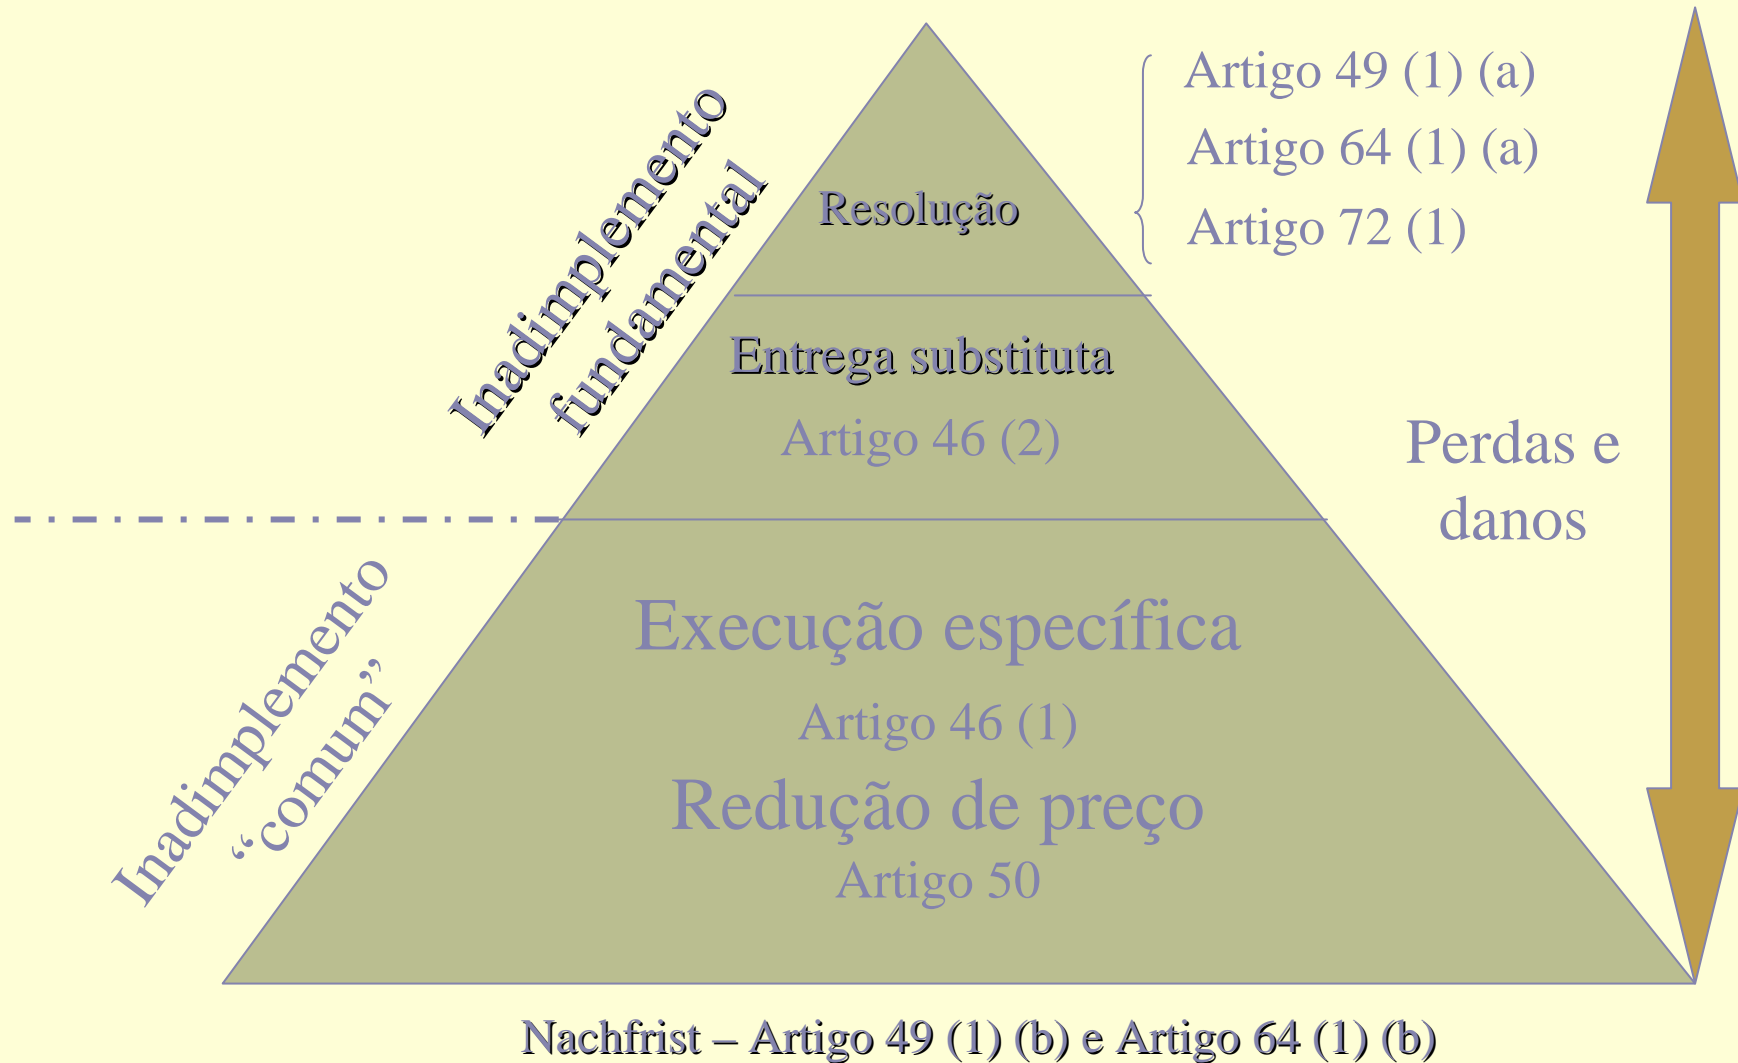 Artigo 49 (1) (a)
Artigo 64 (1) (a)
Artigo 72 (1)
Inadimplemento
fundamental
Resolução
Entrega substituta
Artigo 46 (2)
Perdas e
danos
Inadimplemento
“comum”
Execução específica
Artigo 46 (1)
Redução de preço
Artigo 50
Nachfrist – Artigo 49 (1) (b) e Artigo 64 (1) (b)